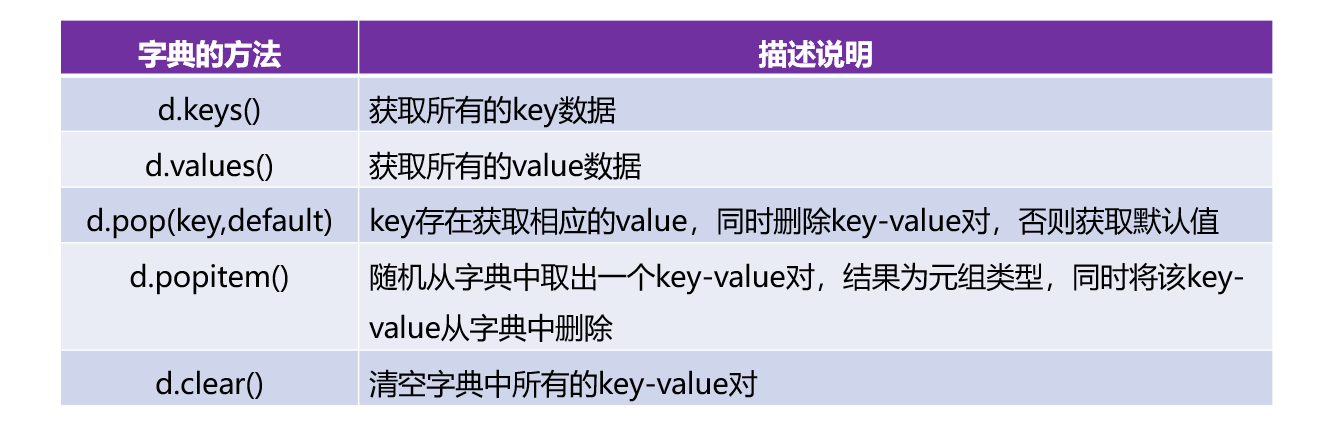 字典的方法 描述说明
d.keys() 获取所有的key数据
d.values() 获取所有的value数据
d.pop(key,default) key存在获取相应的value，同时删除key-value对，否则获取默认值
d.popitem() 随机从字典中取出一个key-value对，结果为元组类型，同时将该key-
value从字典中删除
d.clear() 清空字典中所有的key-value对